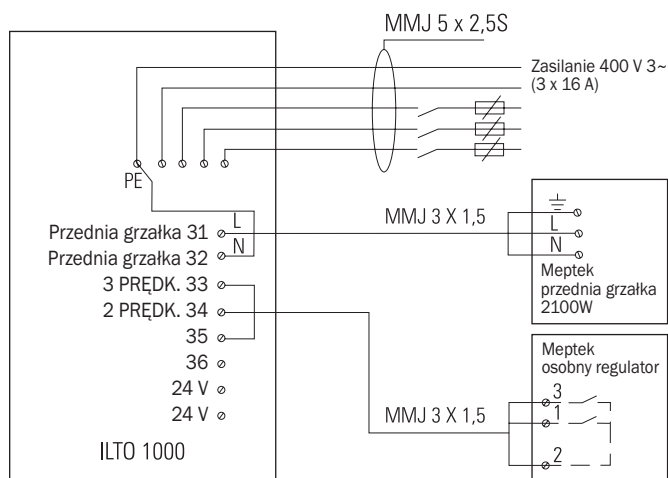 MMJ 5 x 2,5S
Zasilanie 400 V 3~
(3 x 16 A)
PE
L
Przednia grzałka 31
N
Przednia grzałka 32
3 PRĘDK. 33
2 PRĘDK. 34
35
36
24 V
24 V
ILTO 1000
MMJ 3 X 1,5
L
N
Meptek
przednia grzałka
2100W
MMJ 3 X 1,5
Meptek
osobny regulator
3
1
2